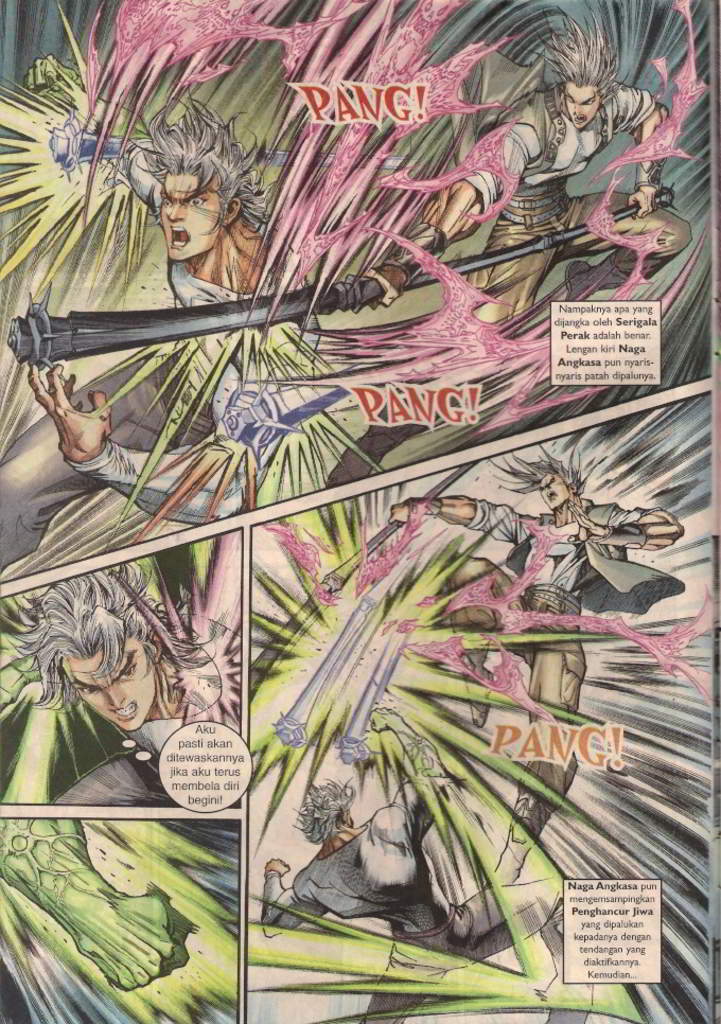 PANG!
Nampaknya apa yang
dijangka oleh Serigala
Perak adalah benar.
Lengan kiri Naga
Angkasa pun nyaris-
nyaris patah dipalunya.
PANG!
Aku
pasti akan
ditewaskannya
jika aku terus
membela diri
begini!
PANG!
Naga Angkasa pun
mengemsampingkan
Penghancur Jiwa
yang dipalukan
kepadanya dengan
tendangan yang
diaktifkannya.
Kemudian...